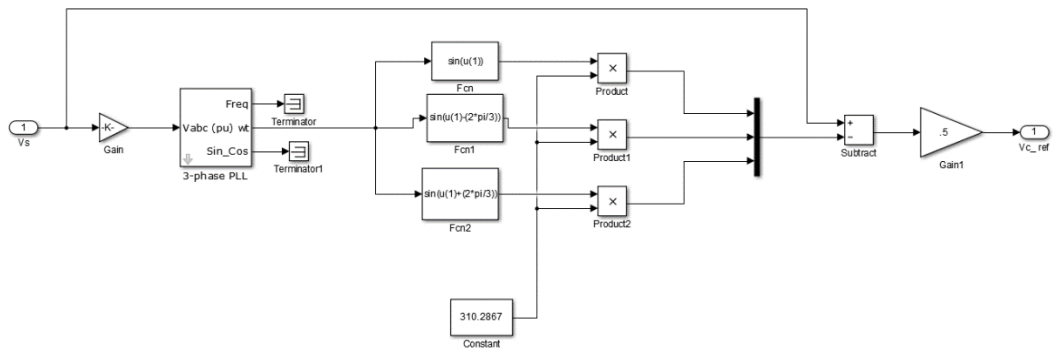 1
Vs
-K-
Gain
Freq
Vabc (pu) wt
Sin_Cos
3-phase PLL
Terminator
Terminator1
sin(u(1))
Fcn
sin(u(1)-(2*pi/3))
Fcn1
sin(u(1)+(2*pi/3))
Fcn2
310.2867
Constant
×
Product
×
Product1
×
Product2
+
−
Subtract
.5
Gain1
1
Vc_ref